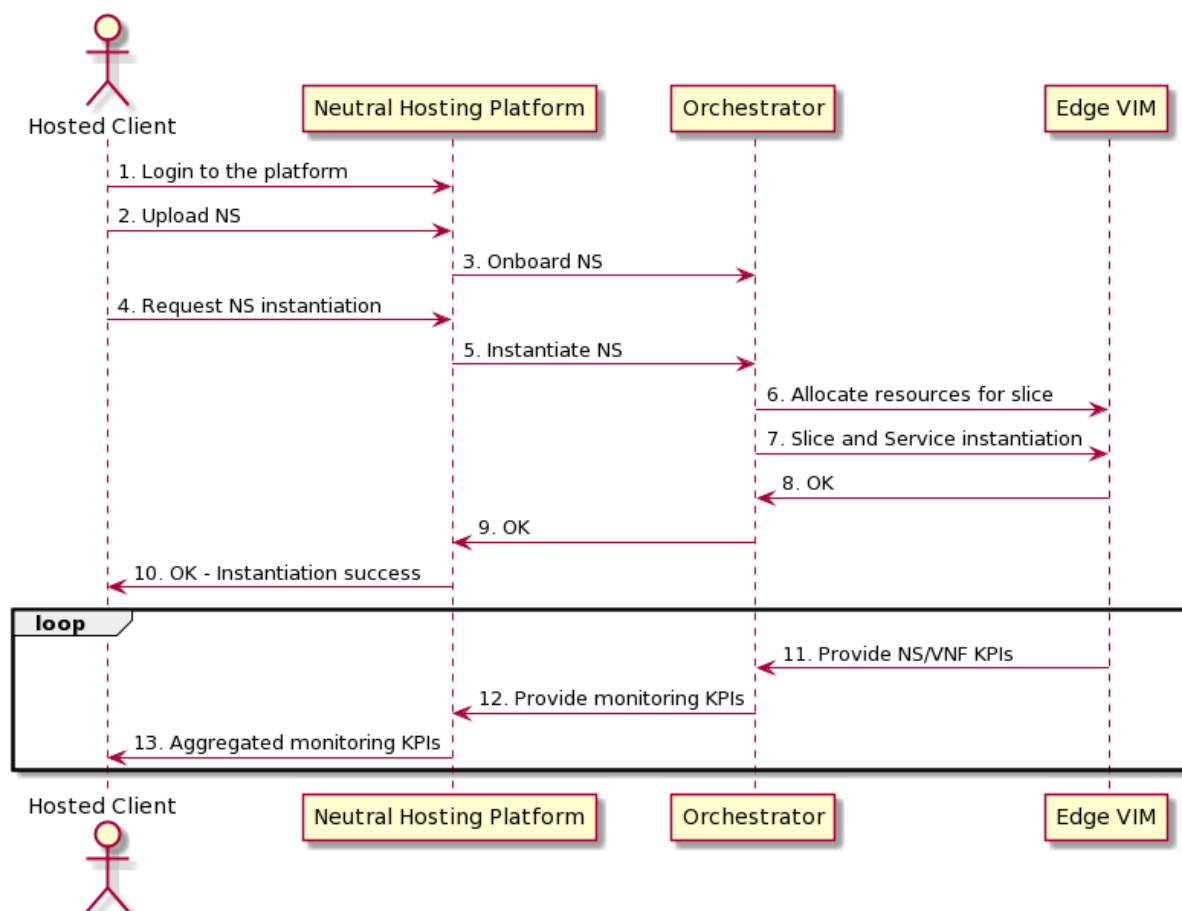 Hosted Client
Neutral Hosting Platform
Orchestrator
Edge VIM
1. Login to the platform
2. Upload NS
3. Onboard NS
4. Request NS instantiation
5. Instantiate NS
6. Allocate resources for slice
7. Slice and Service instantiation
8. OK
9. OK
10. OK - Instantiation success
loop
11. Provide NS/VNF KPIs
12. Provide monitoring KPIs
13. Aggregated monitoring KPIs
Hosted Client
Neutral Hosting Platform
Orchestrator
Edge VIM